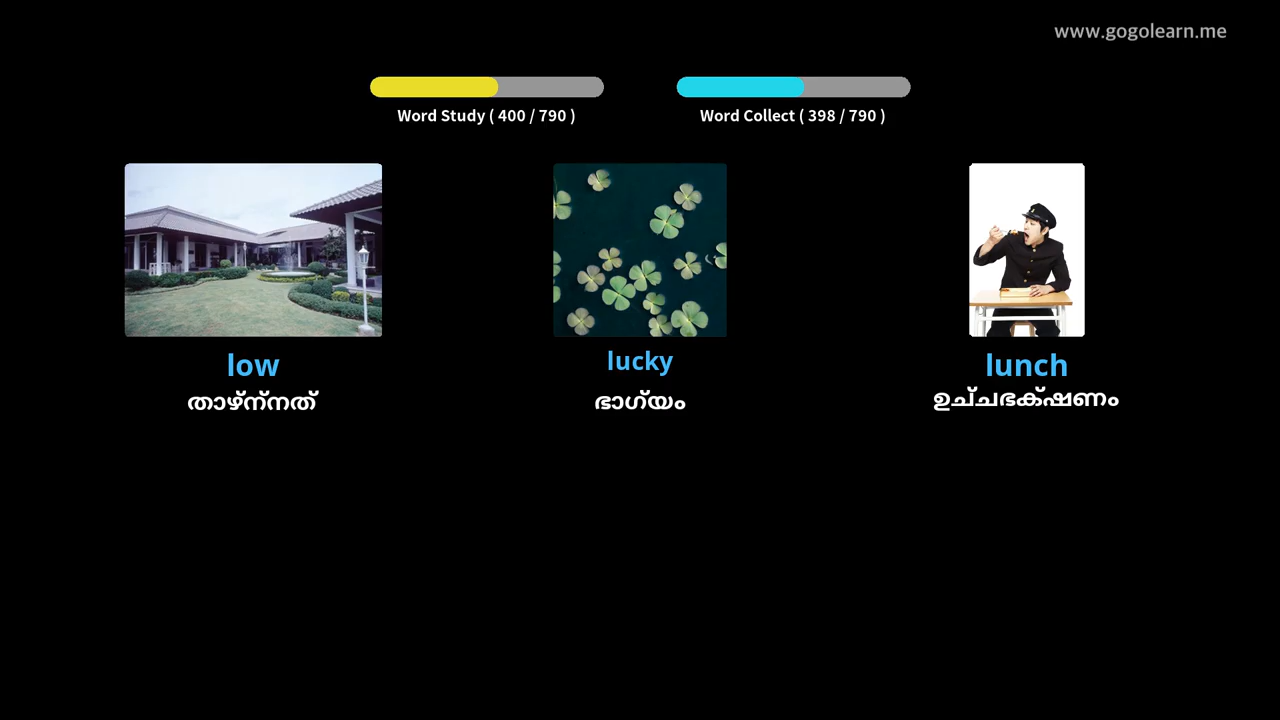 www.gogolearn.me
Word Study ( 400 / 790 )
Word Collect ( 398 / 790 )
low
lucky
lunch
താഴ്ന്നത്
ഭാഗ്യം
ഉച്ചഭക്ഷണം